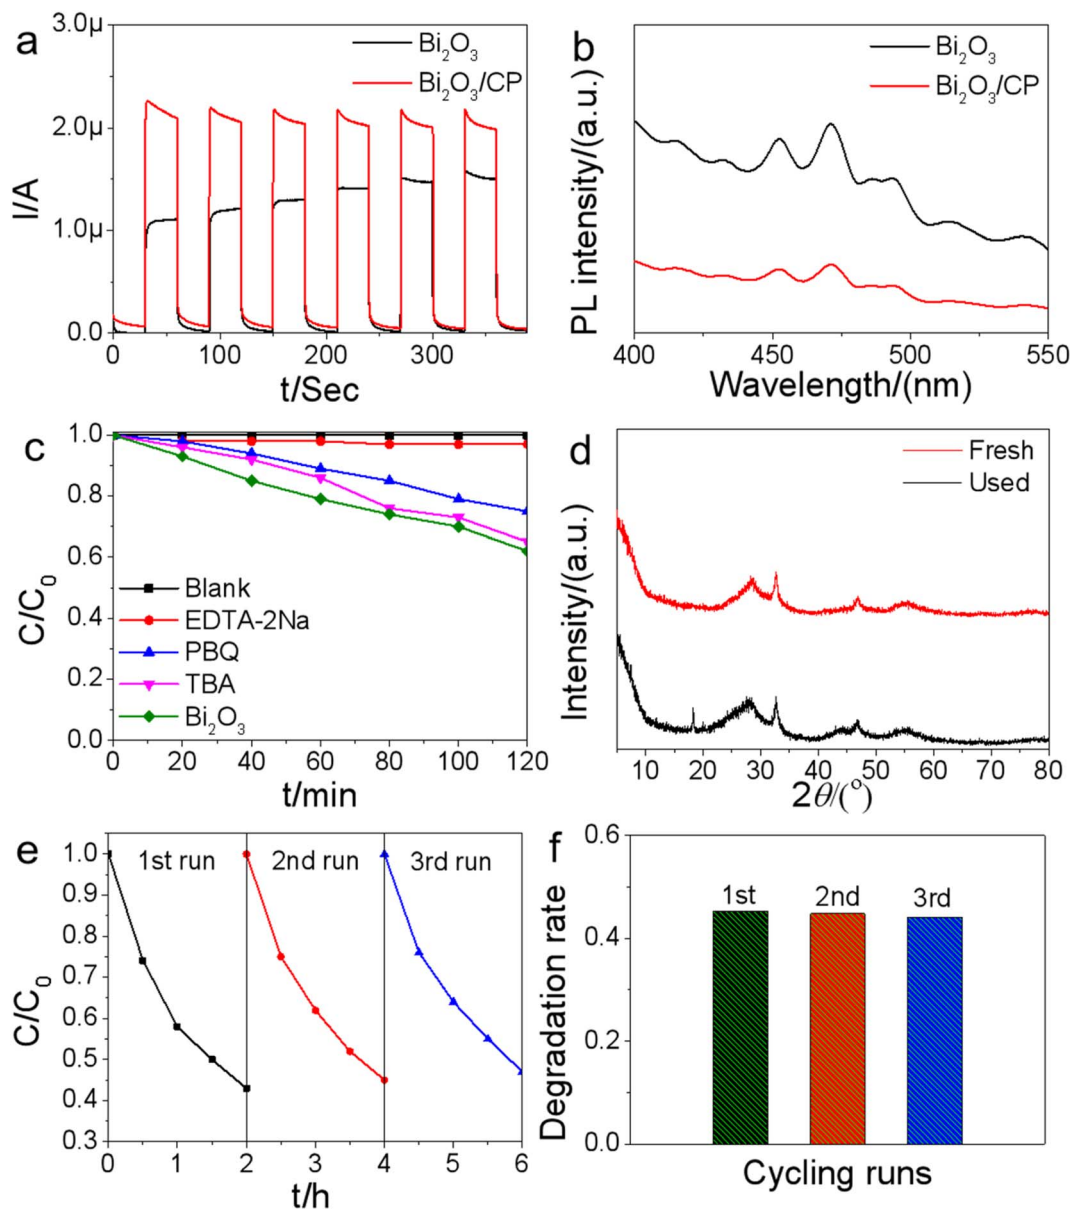 a
3.0μ
2.0μ
1.0μ
0.0
I/A
Bi₂O₃
Bi₂O₃/CP
0 100 200 300
t/Sec
b
Bi₂O₃
Bi₂O₃/CP
PL intensity/(a.u.)
400 450 500 550
Wavelength/(nm)
c
1.0
0.8
0.6
0.4
0.2
0.0
C/C₀
Blank
EDTA-2Na
PBQ
TBA
Bi₂O₃
0 20 40 60 80 100 120
t/min
d
Fresh
Used
Intensity/(a.u.)
10 20 30 40 50 60 70 80
2θ/(°)
e
1st run 2nd run 3rd run
1.0
0.9
0.8
0.7
0.6
0.5
0.4
0.3
C/C₀
0 1 2 3 4 5 6
t/h
f
0.6
0.4
0.2
0.0
Degradation rate
1st 2nd 3rd
Cycling runs